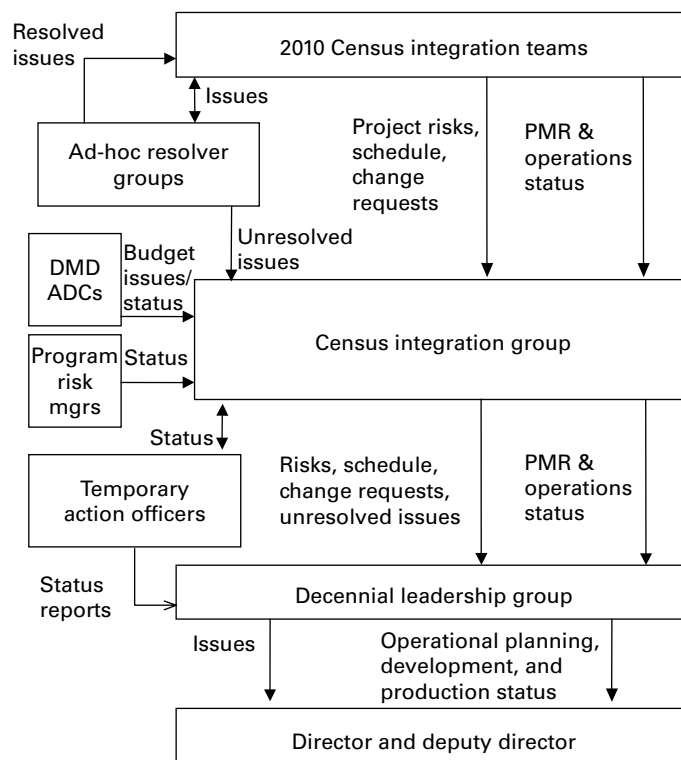 Resolved
issues
2010 Census integration teams
Issues
Ad-hoc resolver
groups
Project risks,
schedule,
change
requests
PMR &
operations
status
Unresolved
issues
DMD
ADCs
Budget
issues/
status
Census integration group
Program
risk
mgrs
Status
Status
Temporary
action officers
Risks, schedule,
change requests,
unresolved issues
PMR &
operations
status
Status
reports
Decennial leadership group
Issues
Operational planning,
development, and
production status
Director and deputy director